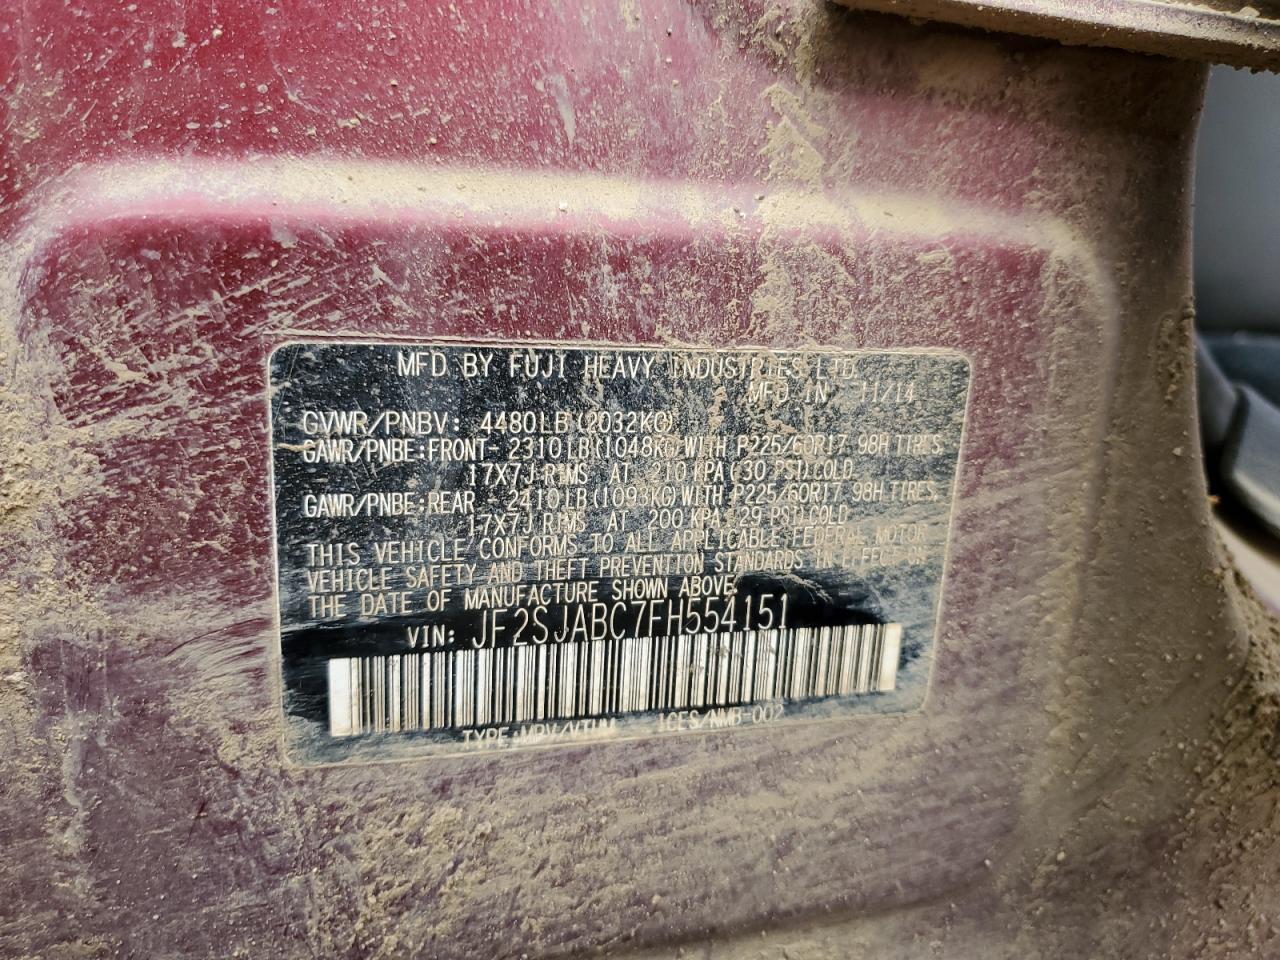 MFD BY FUJI HEAVY INDUSTRIES LTD.
MFD IN 11/14
GVWR/PNBV: 4480LB(2032KG)
GAWR/PNBE:FRONT- 2310LB(1048KG)WITH P225/60R17 98H TIRES,
17X7J RIMS AT 210 KPA(30 PSI)COLD.
GAWR/PNBE:REAR - 2410LB(1093KG)WITH P225/60R17 98H TIRES,
17X7J RIMS AT 200 KPA(29 PSI)COLD.
THIS VEHICLE CONFORMS TO ALL APPLICABLE FEDERAL MOTOR
VEHICLE SAFETY AND THEFT PREVENTION STANDARDS IN EFFECT ON
THE DATE OF MANUFACTURE SHOWN ABOVE.
VIN: JF2SJABC7FH554151
TYPE:MPV/VTUM ICES/NMB-002